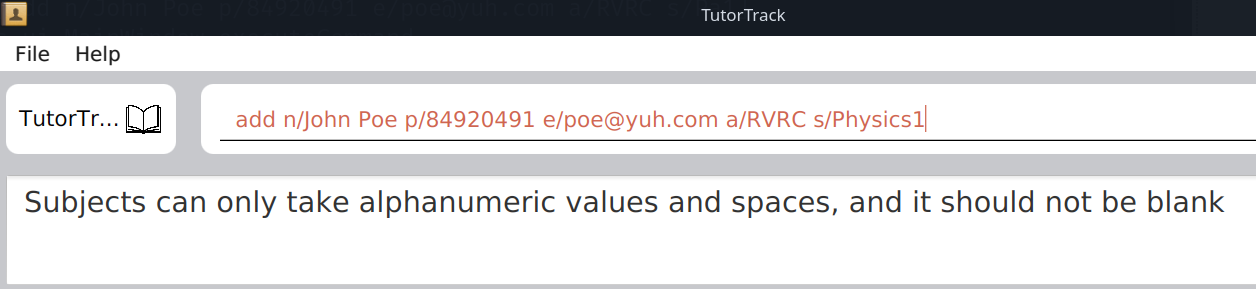 TutorTrack
File Help
TutorTr... add n/John Poe p/84920491 e/poe@yuh.com a/RVRC s/Physics1
Subjects can only take alphanumeric values and spaces, and it should not be blank